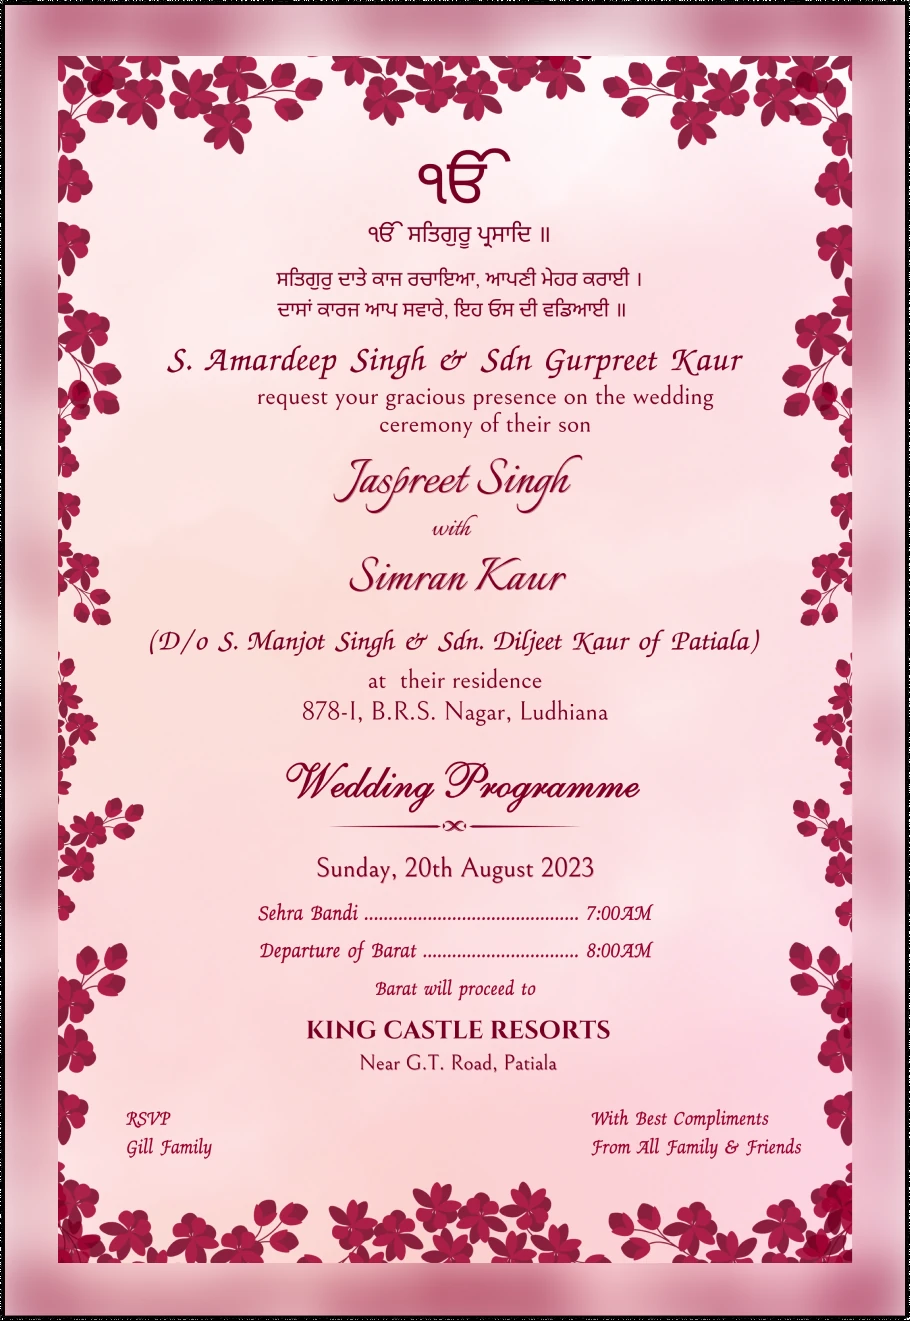 ੴ
ੴ ਸਤਿਗੁਰੂ ਪ੍ਰਸਾਦਿ ॥
ਸਤਿਗੁਰੁ ਦਾਤੇ ਕਾਜ ਰਚਾਇਆ, ਆਪਣੀ ਮੇਹਰ ਕਰਾਈ ।
ਦਾਸਾਂ ਕਾਰਜ ਆਪ ਸਵਾਰੇ, ਇਹ ਓਸ ਦੀ ਵਡਿਆਈ ॥
S. Amardeep Singh & Sdn Gurpreet Kaur
request your gracious presence on the wedding
ceremony of their son
Jaspreet Singh
with
Simran Kaur
(D/o S. Manjot Singh & Sdn. Diljeet Kaur of Patiala)
at their residence
878-I, B.R.S. Nagar, Ludhiana
Wedding Programme
Sunday, 20th August 2023
Sehra Bandi ............................................ 7:00AM
Departure of Barat ................................ 8:00AM
Barat will proceed to
KING CASTLE RESORTS
Near G.T. Road, Patiala
RSVP
Gill Family
With Best Compliments
From All Family & Friends